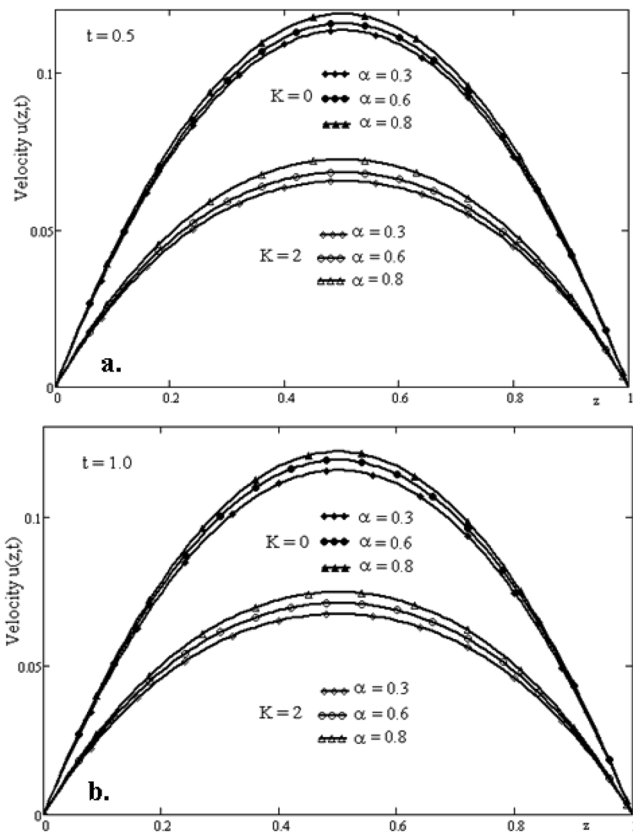 t = 0.5
0.1
α = 0.3
K = 0
α = 0.6
α = 0.8
Velocity u(z,t)
0.05
α = 0.3
K = 2
α = 0.6
α = 0.8
a.
0
0 0.2 0.4 0.6 0.8 z 1
t = 1.0
0.1
α = 0.3
K = 0
α = 0.6
α = 0.8
Velocity u(z,t)
0.05
α = 0.3
K = 2
α = 0.6
α = 0.8
b.
0
0 0.2 0.4 0.6 0.8 z